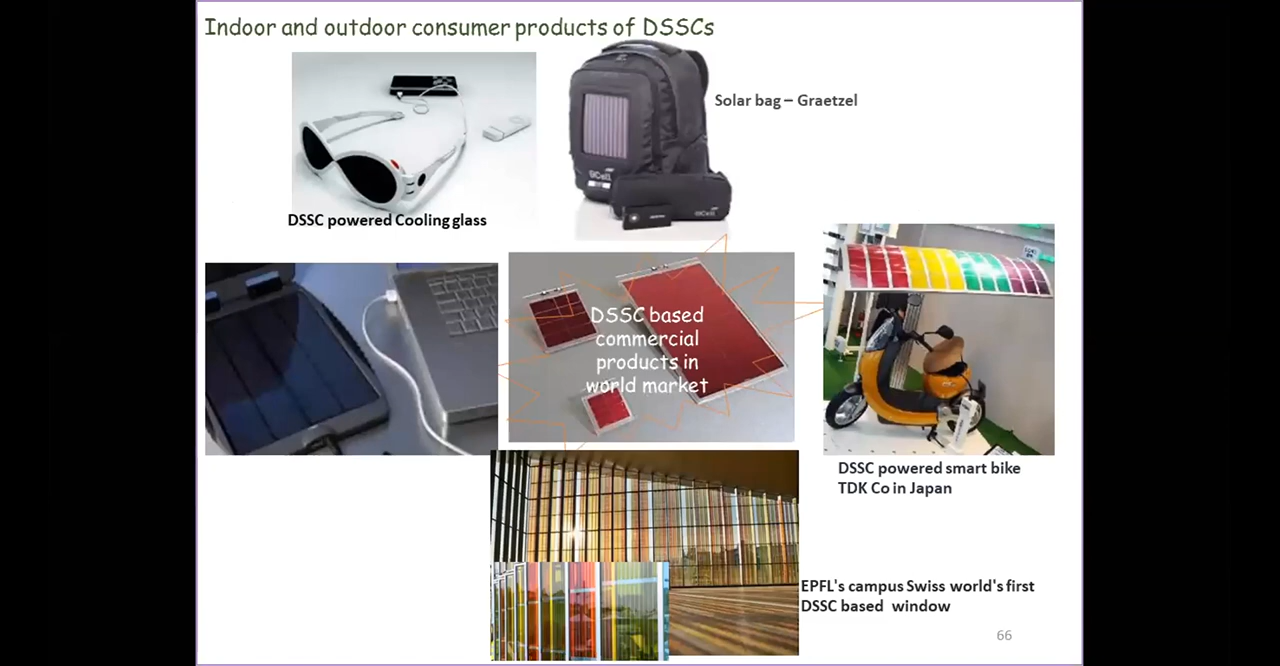 Indoor and outdoor consumer products of DSSCs
Solar bag – Graetzel
GCell
GCell
DSSC powered Cooling glass
DSSC based
commercial
products in
world market
DSSC powered smart bike
TDK Co in Japan
EPFL's campus Swiss world's first
DSSC based window
66